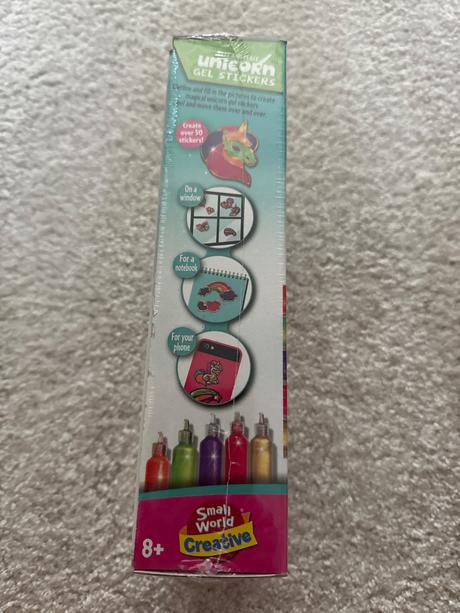 unicorn
GEL STICKERS
Outline and fill in the pictures to create
magical unicorn gel stickers
and move them over and over.
Create
over 50
stickers!
On a
window
For a
notebook
For your
phone
Small
World
Creative
8+